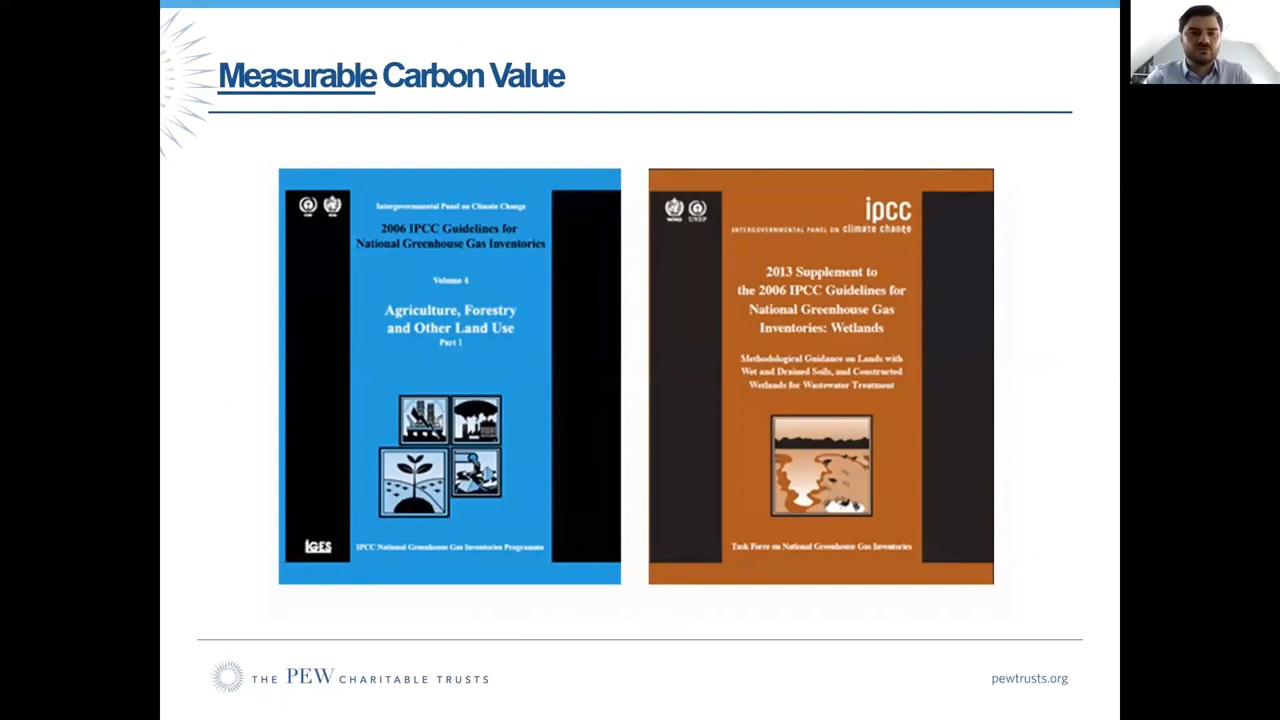 Measurable Carbon Value
Intergovernmental Panel on Climate Change
2006 IPCC Guidelines for
National Greenhouse Gas Inventories
Volume 4
Agriculture, Forestry
and Other Land Use
Part 1
IGES
IPCC National Greenhouse Gas Inventories Programme
WMO
UNEP
ipcc
INTERGOVERNMENTAL PANEL ON climate change
2013 Supplement to
the 2006 IPCC Guidelines for
National Greenhouse Gas
Inventories: Wetlands
Methodological Guidance on Lands with
Wet and Drained Soils, and Constructed
Wetlands for Wastewater Treatment
Task Force on National Greenhouse Gas Inventories
THE PEW CHARITABLE TRUSTS
pewtrusts.org